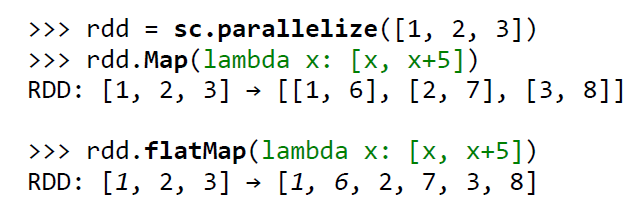 >>> rdd = sc.parallelize([1, 2, 3])
>>> rdd.Map(lambda x: [x, x+5])
RDD: [1, 2, 3] → [[1, 6], [2, 7], [3, 8]]
>>> rdd.flatMap(lambda x: [x, x+5])
RDD: [1, 2, 3] → [1, 6, 2, 7, 3, 8]